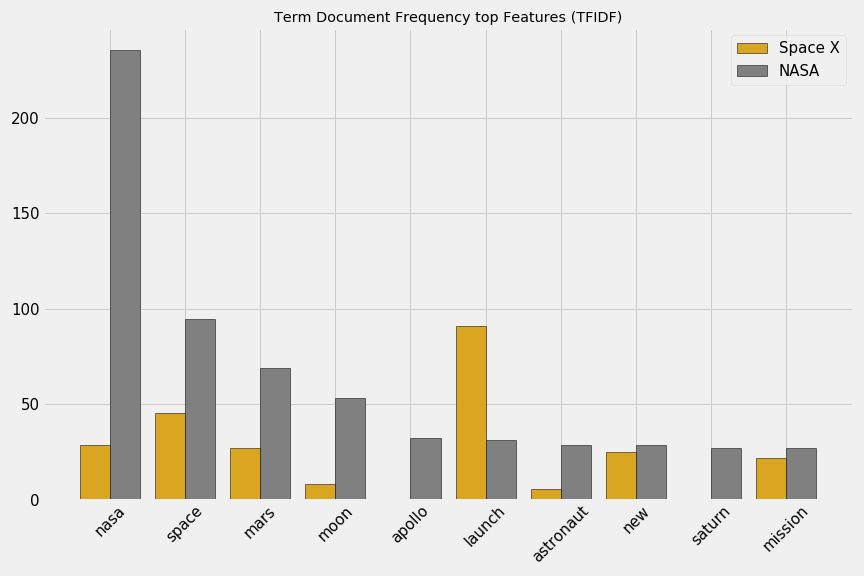 Term Document Frequency top Features (TFIDF)
Space X
NASA
200
150
100
50
0
nasa
space
mars
moon
apollo
launch
astronaut
new
saturn
mission